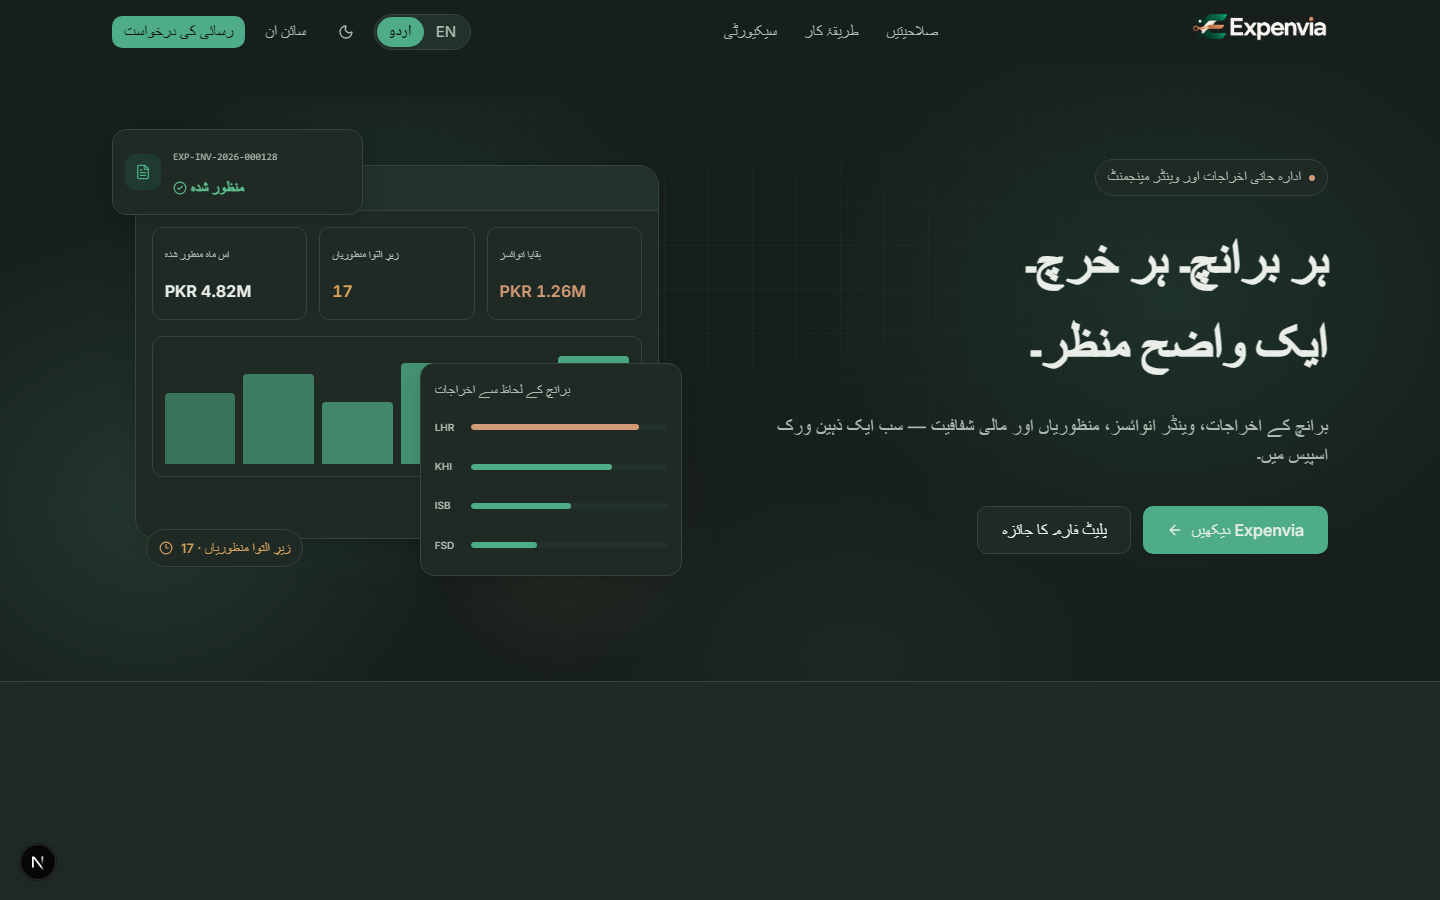 Expenvia
صلاحیتیں
طریقۂ کار
سیکیورٹی
EN
اردو
سائن ان
رسائی کی درخواست
ادارہ جاتی اخراجات اور وینڈر مینجمنٹ
ہر برانچ۔ ہر خرچ۔
ایک واضح منظر۔
برانچ کے اخراجات، وینڈر انوائسز، منظوریاں اور مالی شفافیت — سب ایک ذہین ورک
اسپیس میں۔
Expenvia دیکھیں
پلیٹ فارم کا جائزہ
EXP-INV-2026-000128
منظور شدہ
بقایا انوائسز
PKR 1.26M
زیرِ التوا منظوریاں
17
اس ماہ منظور شدہ
PKR 4.82M
برانچ کے لحاظ سے اخراجات
LHR
KHI
ISB
FSD
زیرِ التوا منظوریاں · 17
N